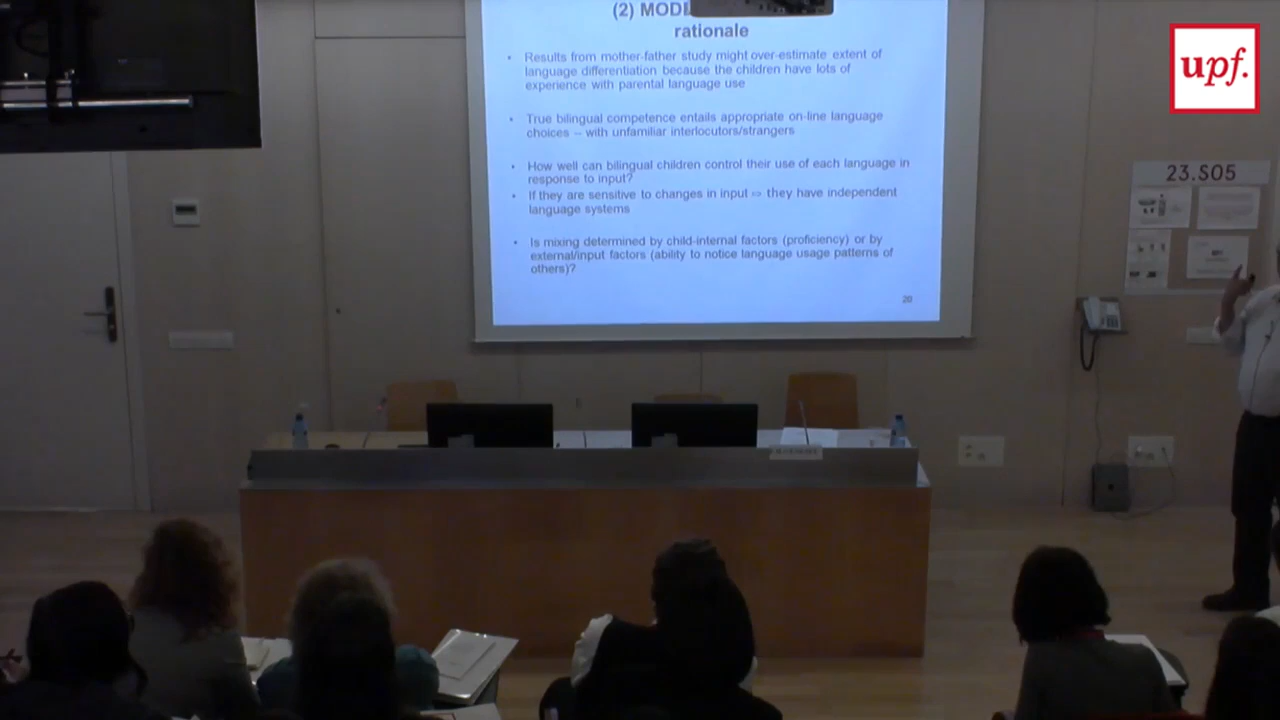 (2) MODE
rationale
• Results from mother-father study might over-estimate extent of
language differentiation because the children have lots of
experience with parental language use
• True bilingual competence entails appropriate on-line language
choices – with unfamiliar interlocutors/strangers
• How well can bilingual children control their use of each language in
response to input?
• If they are sensitive to changes in input ⇨ they have independent
language systems
• Is mixing determined by child-internal factors (proficiency) or by
external/input factors (ability to notice language usage patterns of
others)?
20
upf.
23.S05